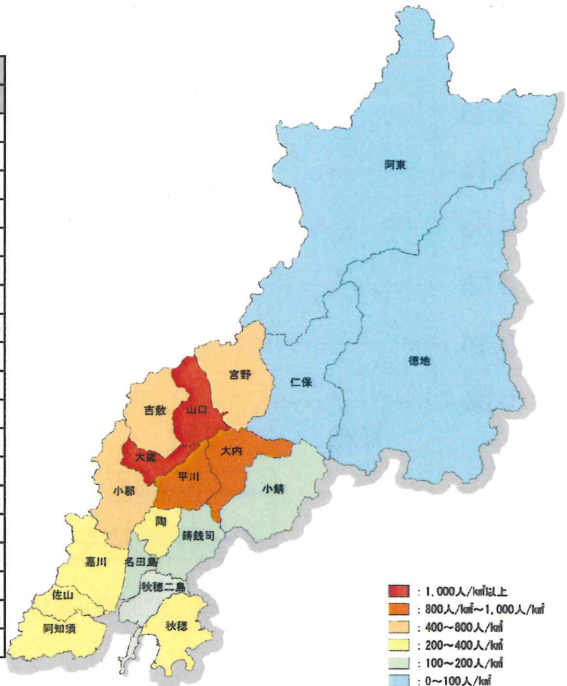 阿東
徳地
宮野
仁保
吉敷
山口
大内
大歳
平川
小鯖
小郡
陶
鋳銭司
嘉川
名田島
佐山
秋穂二島
秋穂
阿知須
：1,000人/㎢以上
：800人/㎢～1,000人/㎢
：400～800人/㎢
：200～400人/㎢
：100～200人/㎢
：0～100人/㎢